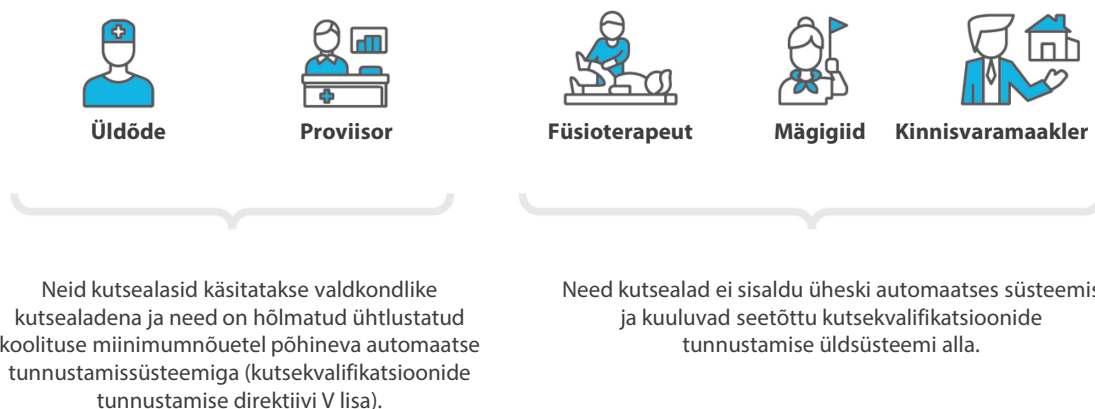 Üldõde
Proviisor
Füsioterapeut
Mägigiid
Kinnisvaramaakler
Neid kutsealasid käsitatakse valdkondlike
kutsealadena ja need on hõlmatud ühtlustatud
koolituse miinimumnõuetel põhineva automaatse
tunnustamissüsteemiga (kutsekvalifikatsioonide
tunnustamise direktiivi V lisa).
Need kutsealad ei sisaldu üheski automaatses süsteemis
ja kuuluvad seetõttu kutsekvalifikatsioonide
tunnustamise üldsüsteemi alla.